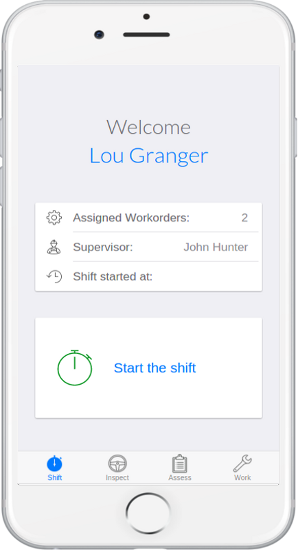 Welcome
Lou Granger
Assigned Workorders: 2
Supervisor: John Hunter
Shift started at:
Start the shift
Shift Inspect Assess Work